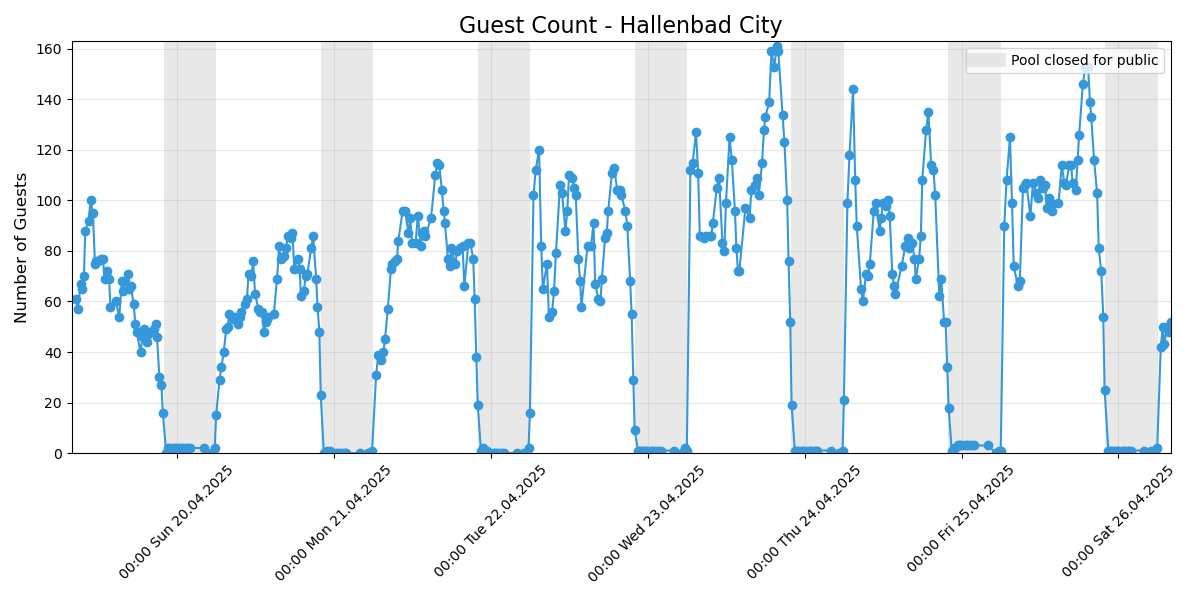 Guest Count - Hallenbad City
Pool closed for public
Number of Guests
160
140
120
100
80
60
40
20
0
00:00 Sun 20.04.2025
00:00 Mon 21.04.2025
00:00 Tue 22.04.2025
00:00 Wed 23.04.2025
00:00 Thu 24.04.2025
00:00 Fri 25.04.2025
00:00 Sat 26.04.2025